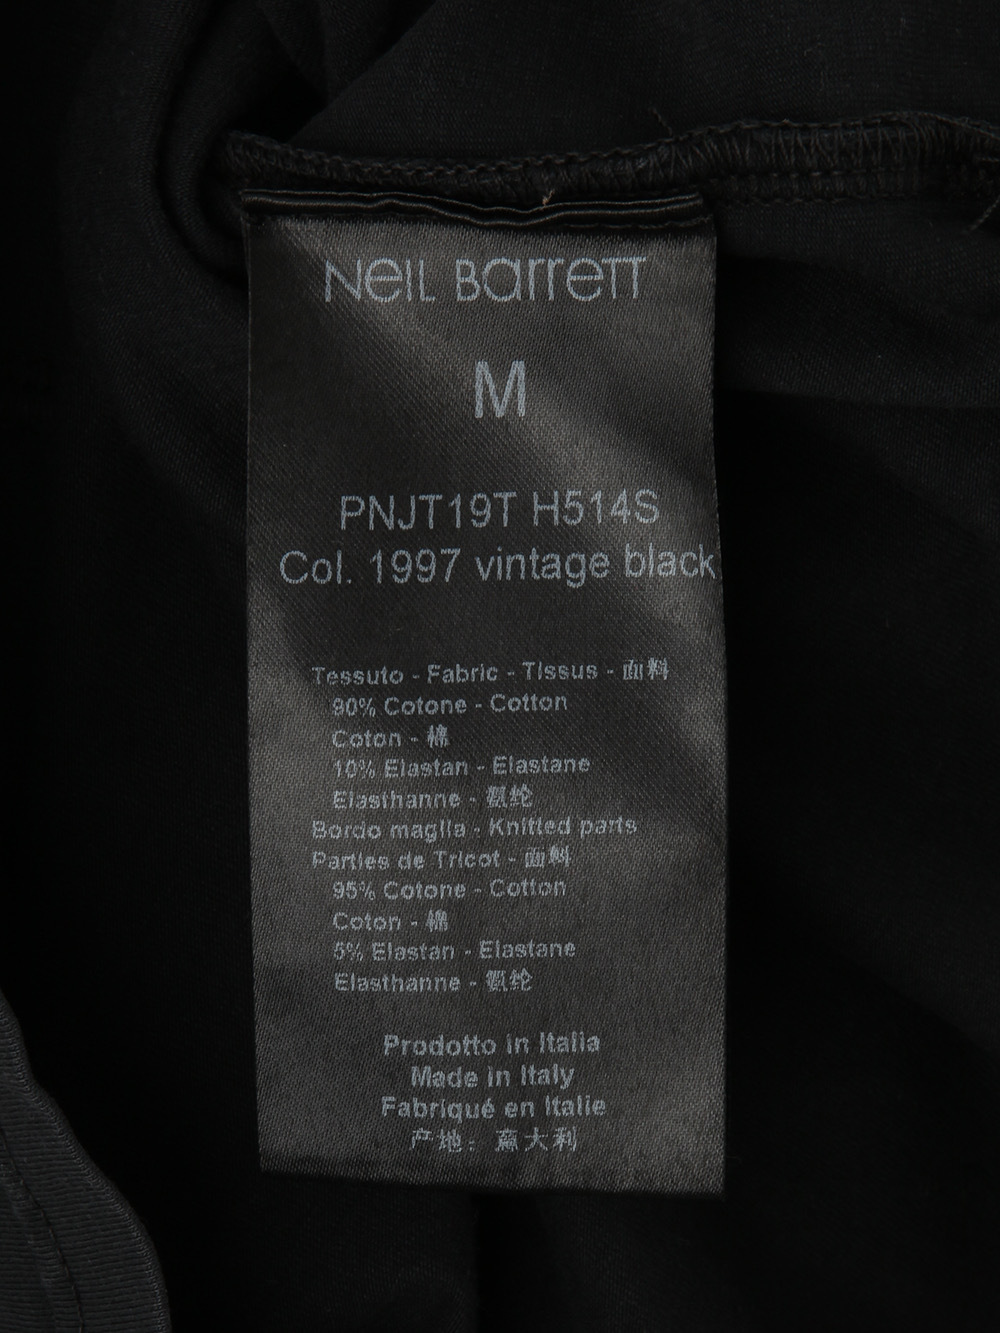 Neil Barrett
M
PNJT19T H514S
Col. 1997 vintage black
Tessuto - Fabric - Tissus - 面料
90% Cotone - Cotton
Coton - 棉
10% Elastan - Elastane
Elasthanne - 氨纶
Bordo maglia - Knitted parts
Parties de Tricot - 面料
95% Cotone - Cotton
Coton - 棉
5% Elastan - Elastane
Elasthanne - 氨纶
Prodotto in Italia
Made in Italy
Fabriqué en Italie
产地：意大利